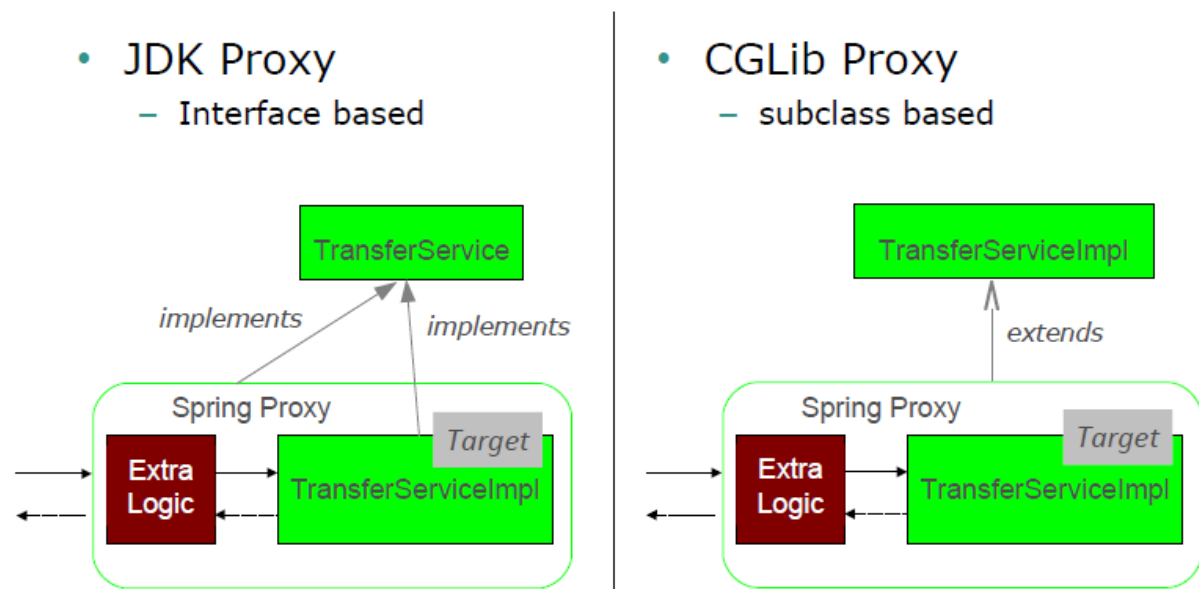 • JDK Proxy
– Interface based
TransferService
implements
implements
Spring Proxy
Target
Extra
Logic
TransferServiceImpl
• CGLib Proxy
– subclass based
TransferServiceImpl
extends
Spring Proxy
Target
Extra
Logic
TransferServiceImpl